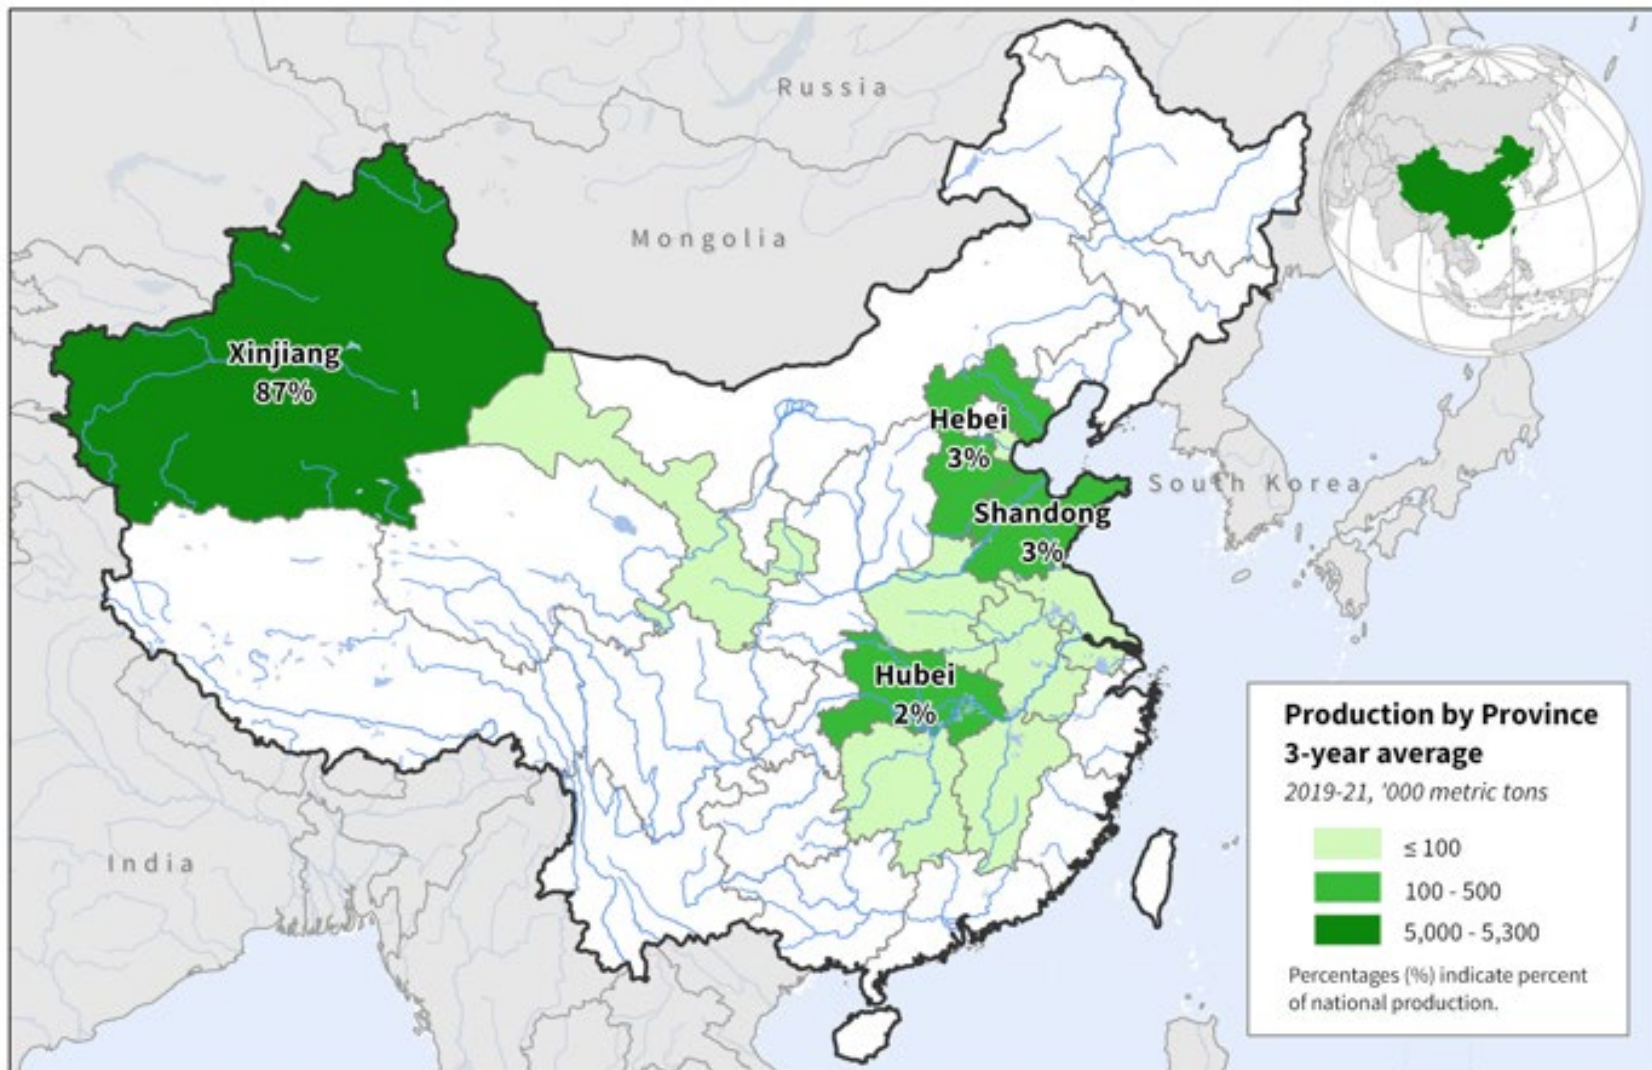 Russia
Mongolia
Xinjiang
87%
Hebei
3%
South Korea
Shandong
3%
Hubei
2%
India
Production by Province
3-year average
2019-21, '000 metric tons
≤ 100
100 - 500
5,000 - 5,300
Percentages (%) indicate percent
of national production.